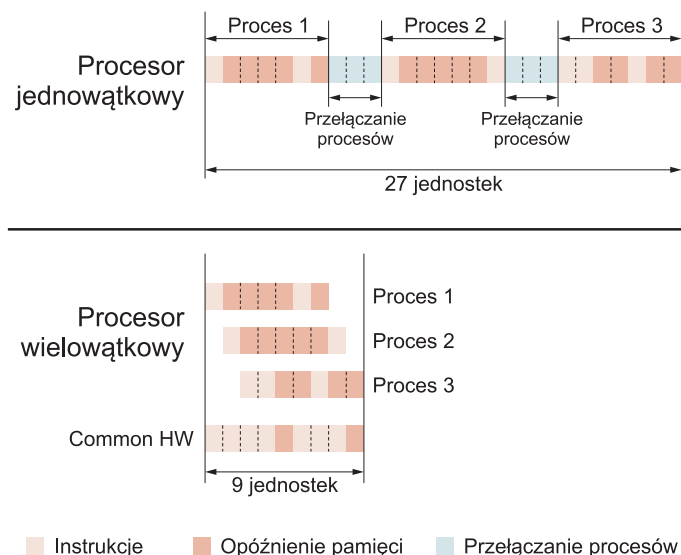 Proces 1
Proces 2
Proces 3
Procesor
jednowątkowy
Przełączanie
procesów
Przełączanie
procesów
27 jednostek
Procesor
wielowątkowy
Proces 1
Proces 2
Proces 3
Common HW
9 jednostek
Instrukcje
Opóźnienie pamięci
Przełączanie procesów